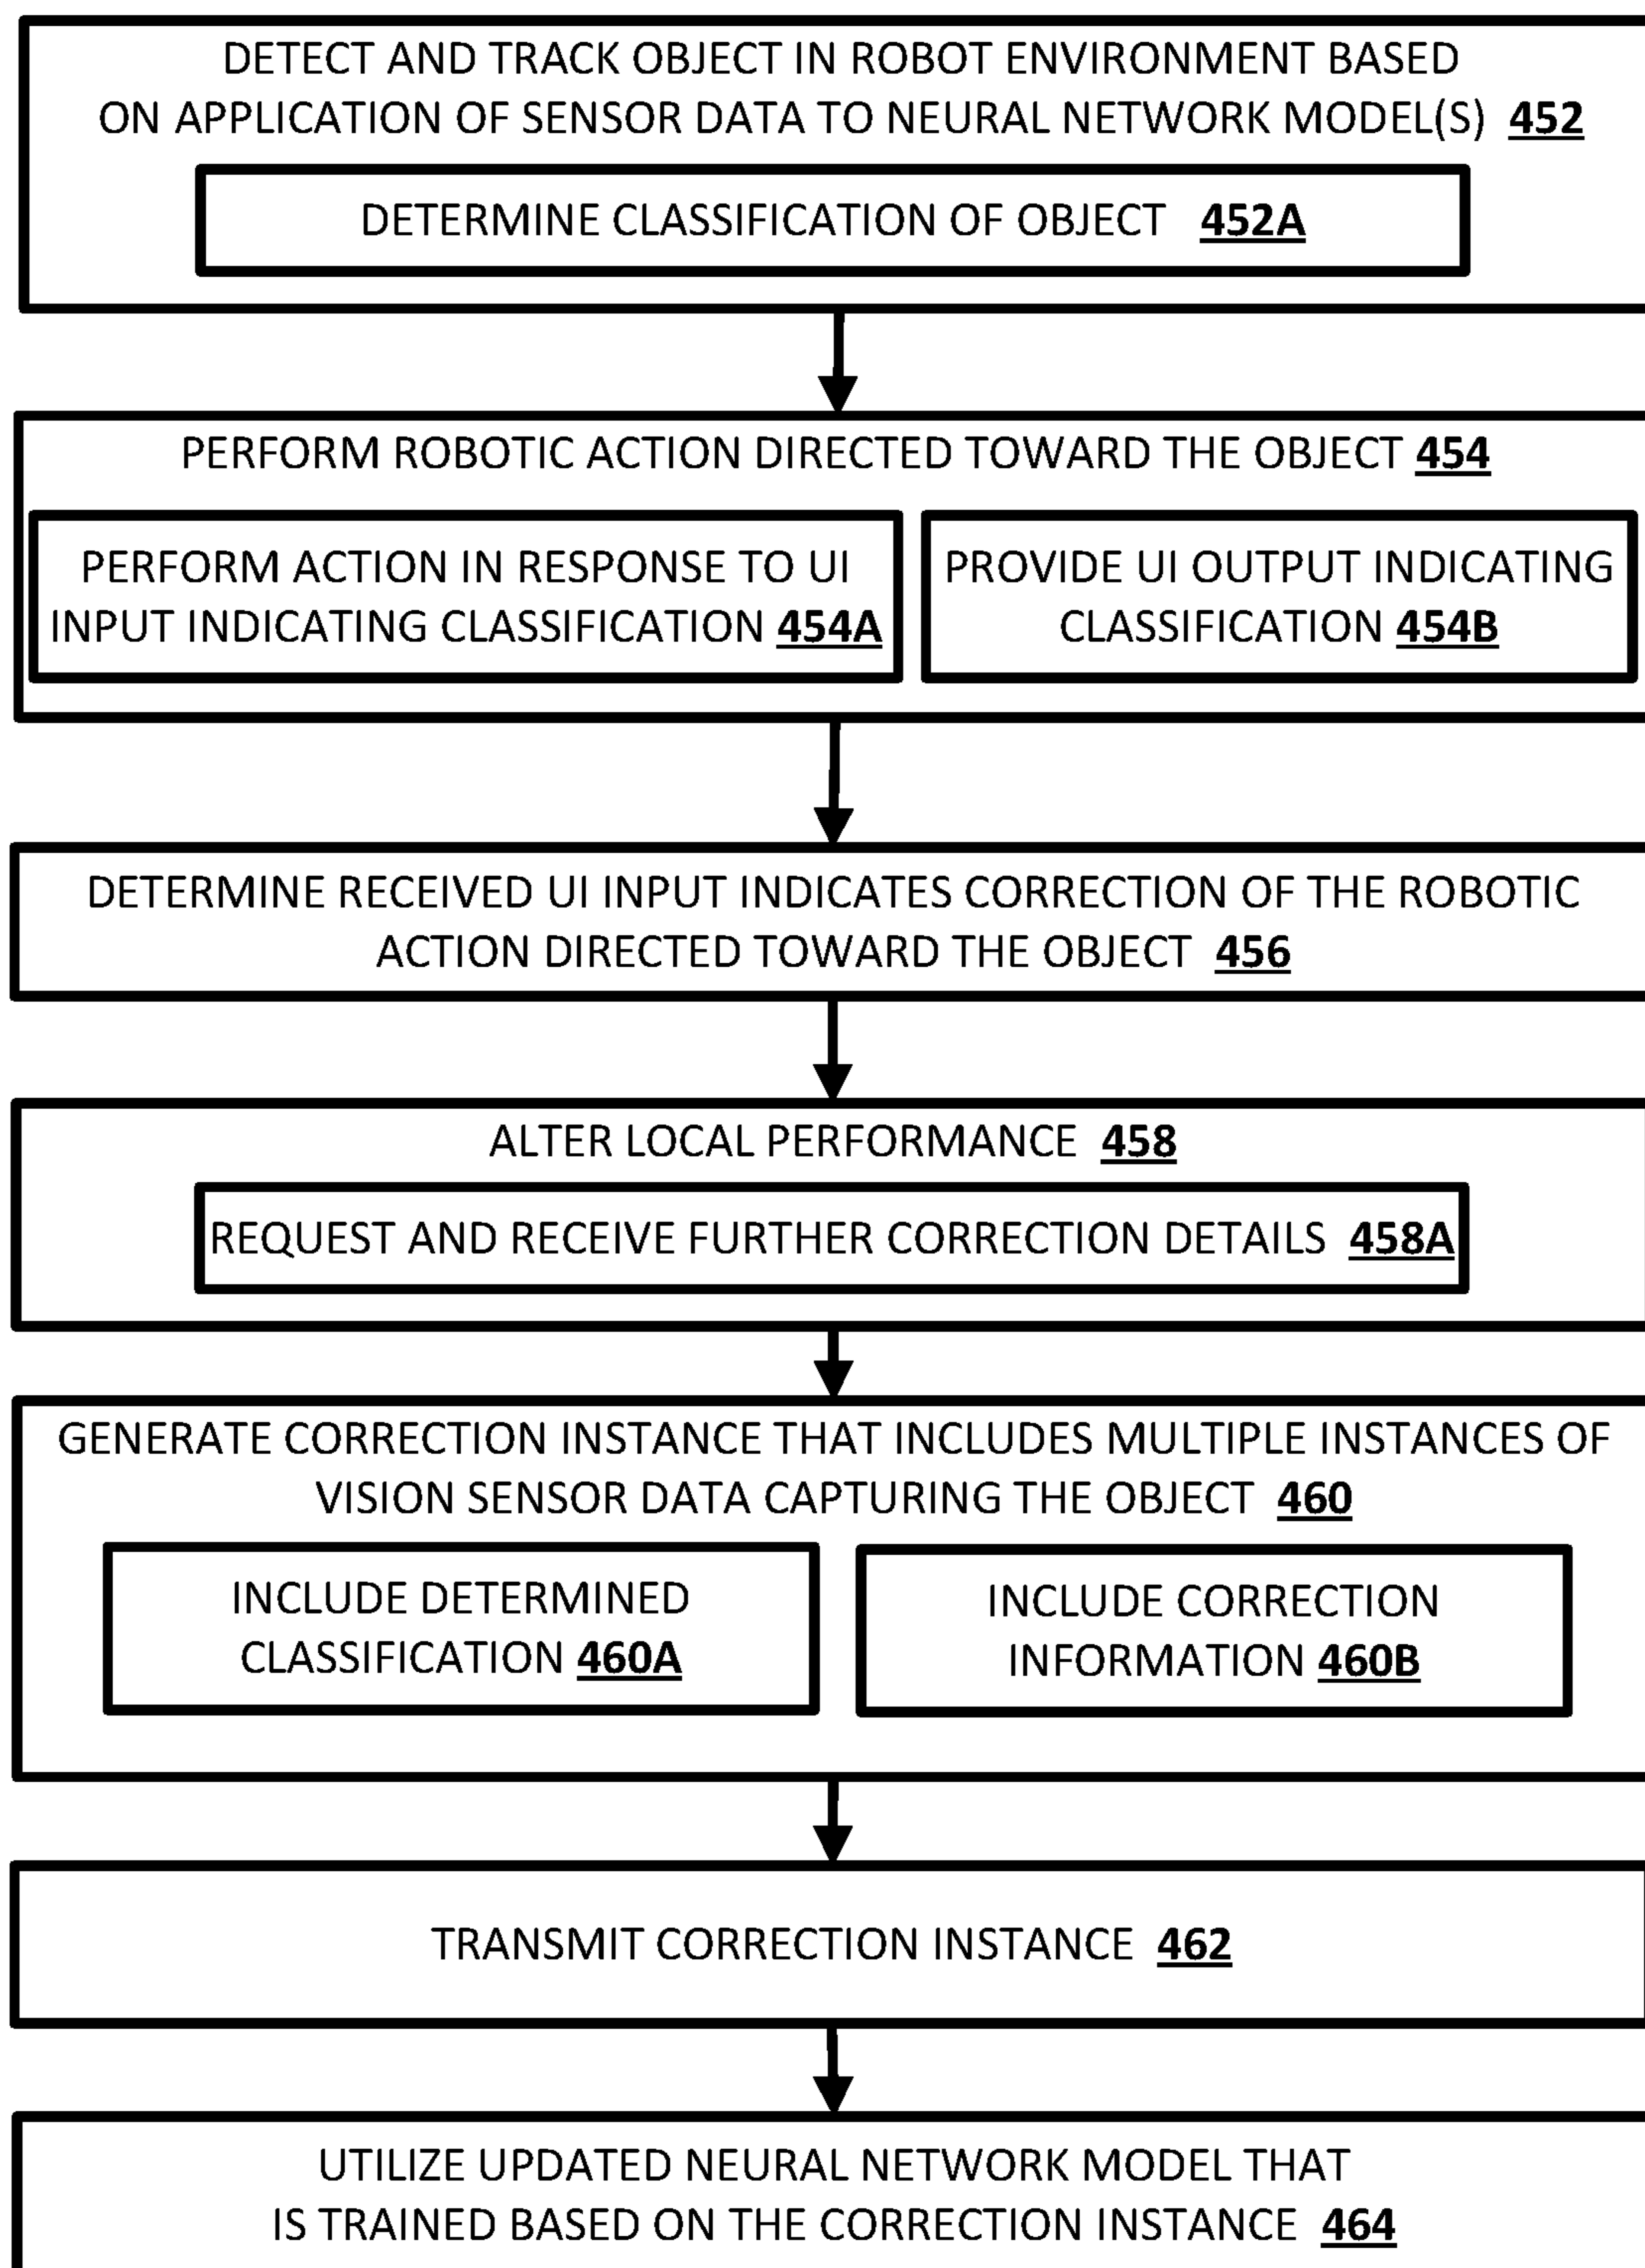 DETECT AND TRACK OBJECT IN ROBOT ENVIRONMENT BASED
ON APPLICATION OF SENSOR DATA TO NEURAL NETWORK MODEL(S) 452
DETERMINE CLASSIFICATION OF OBJECT 452A
PERFORM ROBOTIC ACTION DIRECTED TOWARD THE OBJECT 454
PERFORM ACTION IN RESPONSE TO UI
INPUT INDICATING CLASSIFICATION 454A
PROVIDE UI OUTPUT INDICATING
CLASSIFICATION 454B
DETERMINE RECEIVED UI INPUT INDICATES CORRECTION OF THE ROBOTIC
ACTION DIRECTED TOWARD THE OBJECT 456
ALTER LOCAL PERFORMANCE 458
REQUEST AND RECEIVE FURTHER CORRECTION DETAILS 458A
GENERATE CORRECTION INSTANCE THAT INCLUDES MULTIPLE INSTANCES OF
VISION SENSOR DATA CAPTURING THE OBJECT 460
INCLUDE DETERMINED
CLASSIFICATION 460A
INCLUDE CORRECTION
INFORMATION 460B
TRANSMIT CORRECTION INSTANCE 462
UTILIZE UPDATED NEURAL NETWORK MODEL THAT
IS TRAINED BASED ON THE CORRECTION INSTANCE 464